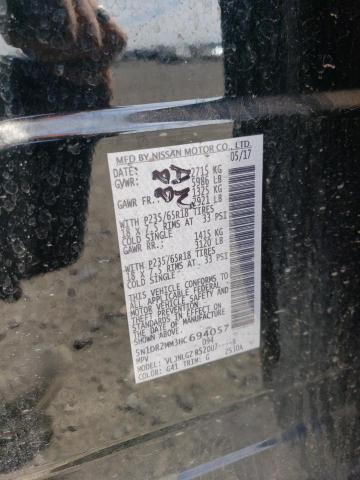 MFD BY NISSAN MOTOR CO., LTD.
DATE: 05/17
GVWR: 2715 KG
5986 LB
GAWR FR.: 1325 KG
2921 LB
WITH P235/65R18 TIRES
18 X 7.5 RIMS AT 33 PSI
COLD SINGLE
GAWR RR.: 1415 KG
3120 LB
WITH P235/65R18 TIRES
18 X 7.5 RIMS AT 33 PSI
COLD SINGLE
THIS VEHICLE CONFORMS TO
ALL APPLICABLE FEDERAL
MOTOR VEHICLE SAFETY AND
THEFT PREVENTION
STANDARDS IN EFFECT ON
THE DATE OF MANUFACTURE
SHOWN ABOVE.
5N1DR2MM3HC694057
MPV 094
MODEL:
COLOR: G41 TRIM: G